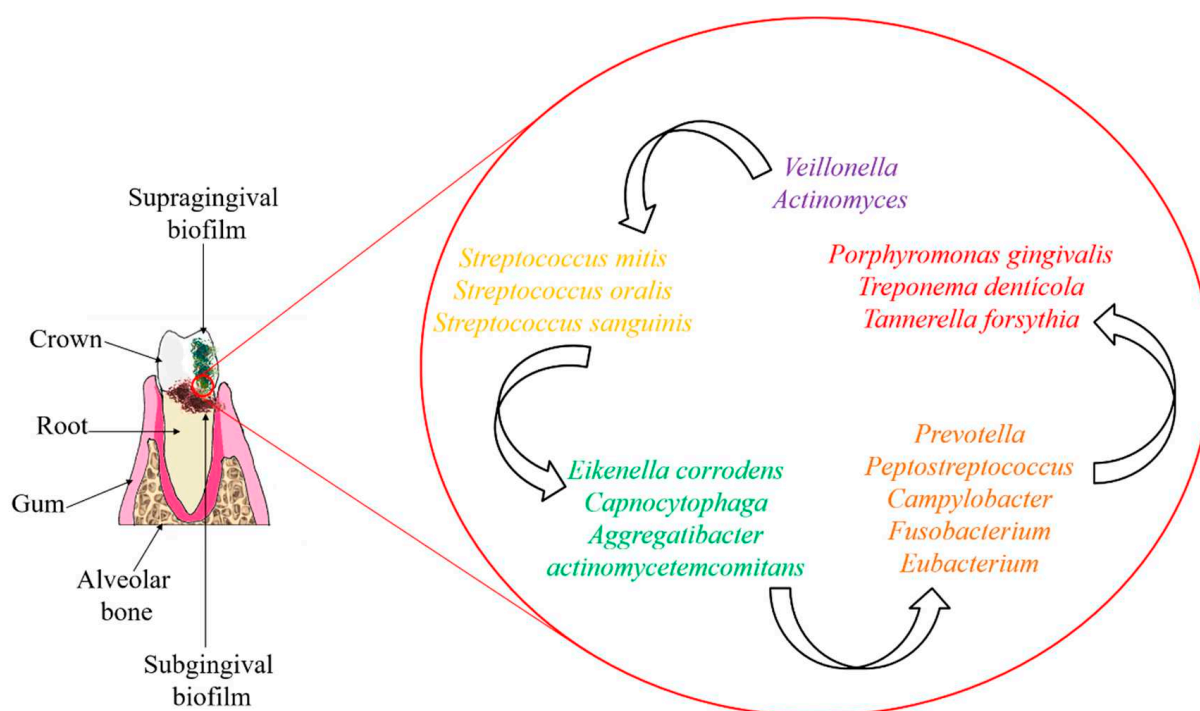 Supragingival
biofilm
Crown
Root
Gum
Alveolar
bone
Subgingival
biofilm
Veillonella
Actinomyces
Streptococcus mitis
Streptococcus oralis
Streptococcus sanguinis
Eikenella corrodens
Capnocytophaga
Aggregatibacter
actinomycetemcomitans
Prevotella
Peptostreptococcus
Campylobacter
Fusobacterium
Eubacterium
Porphyromonas gingivalis
Treponema dentícola
Tannerella forsythia